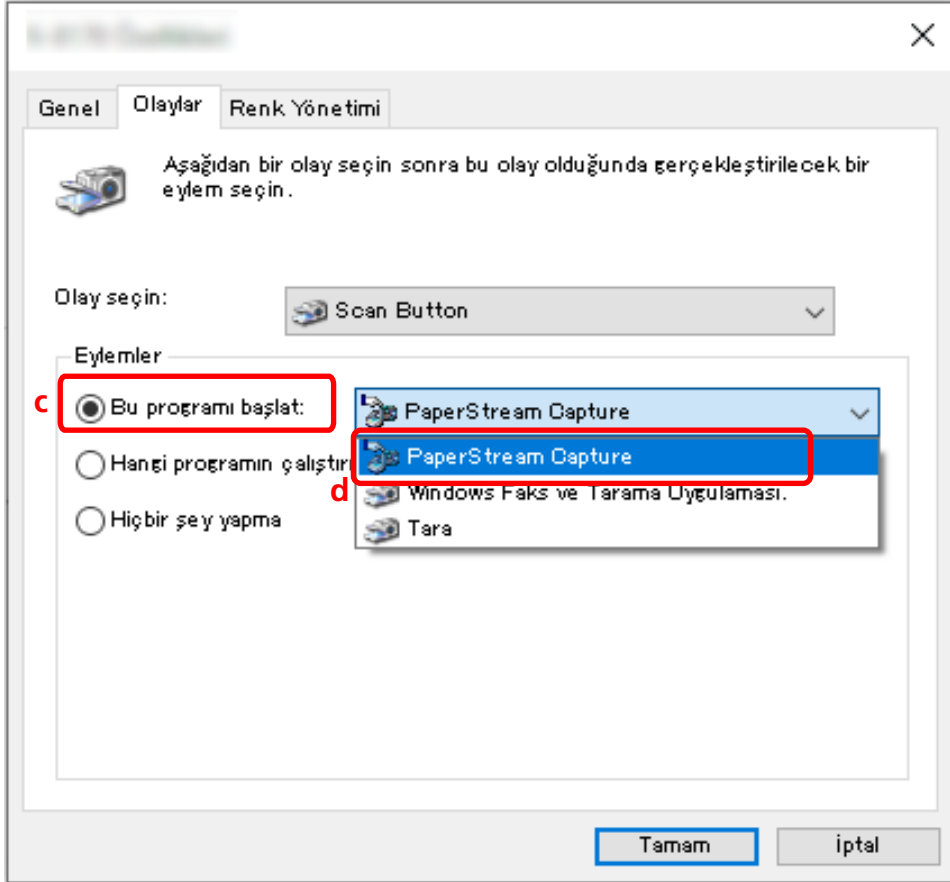 Genel Olaylar Renk Yönetimi
Aşağıdan bir olay seçin sonra bu olay olduğunda gerçekleştirilecek bir
eylem seçin.
Olay seçin: Scan Button
Eylemler
c Bu programı başlat: PaperStream Capture
PaperStream Capture
Hangi programın
d Windows Faks ve Tarama Uygulaması.
Hiçbir şey yapma
Tara
Tamam İptal